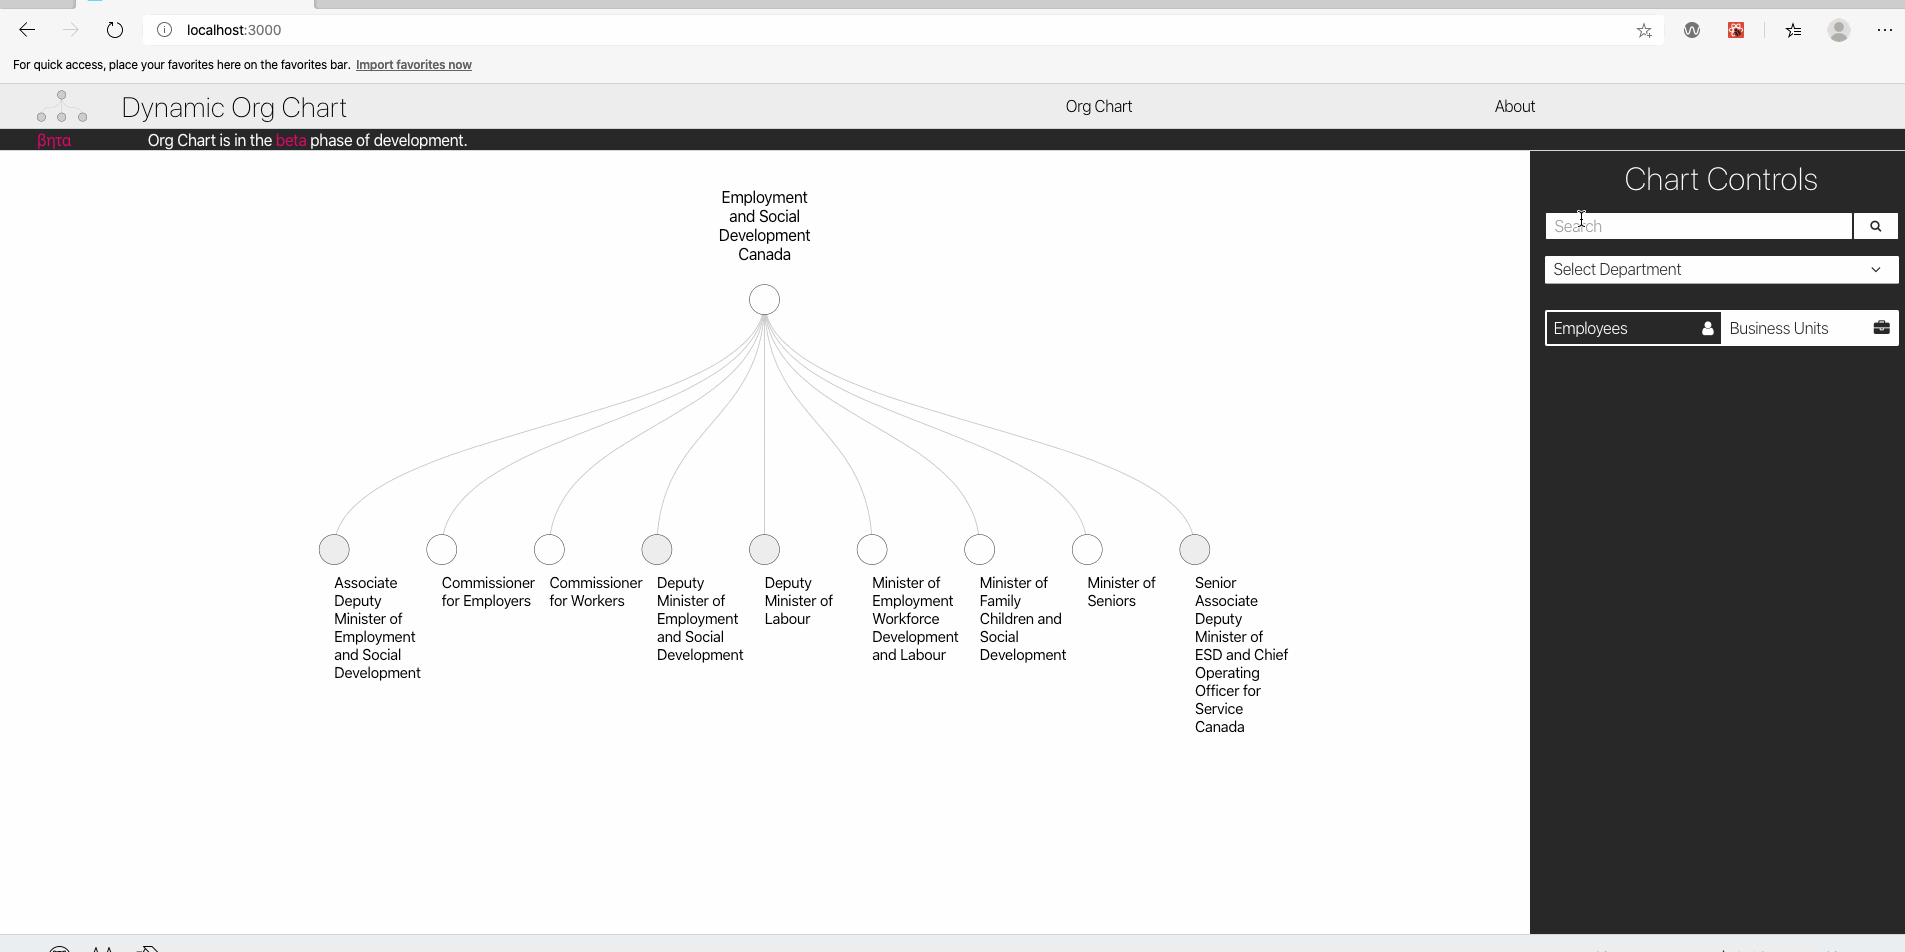 localhost:3000
For quick access, place your favorites here on the favorites bar. Import favorites now
Dynamic Org Chart
Org Chart
About
βητα
Org Chart is in the beta phase of development.
Employment
and Social
Development
Canada
Associate
Deputy
Minister of
Employment
and Social
Development
Commissioner
for Employers
Commissioner
for Workers
Deputy
Minister of
Employment
and Social
Development
Deputy
Minister of
Labour
Minister of
Employment
Workforce
Development
and Labour
Minister of
Family
Children and
Social
Development
Minister of
Seniors
Senior
Associate
Deputy
Minister of
ESD and Chief
Operating
Officer for
Service
Canada
Chart Controls
Search
Select Department
Employees
Business Units